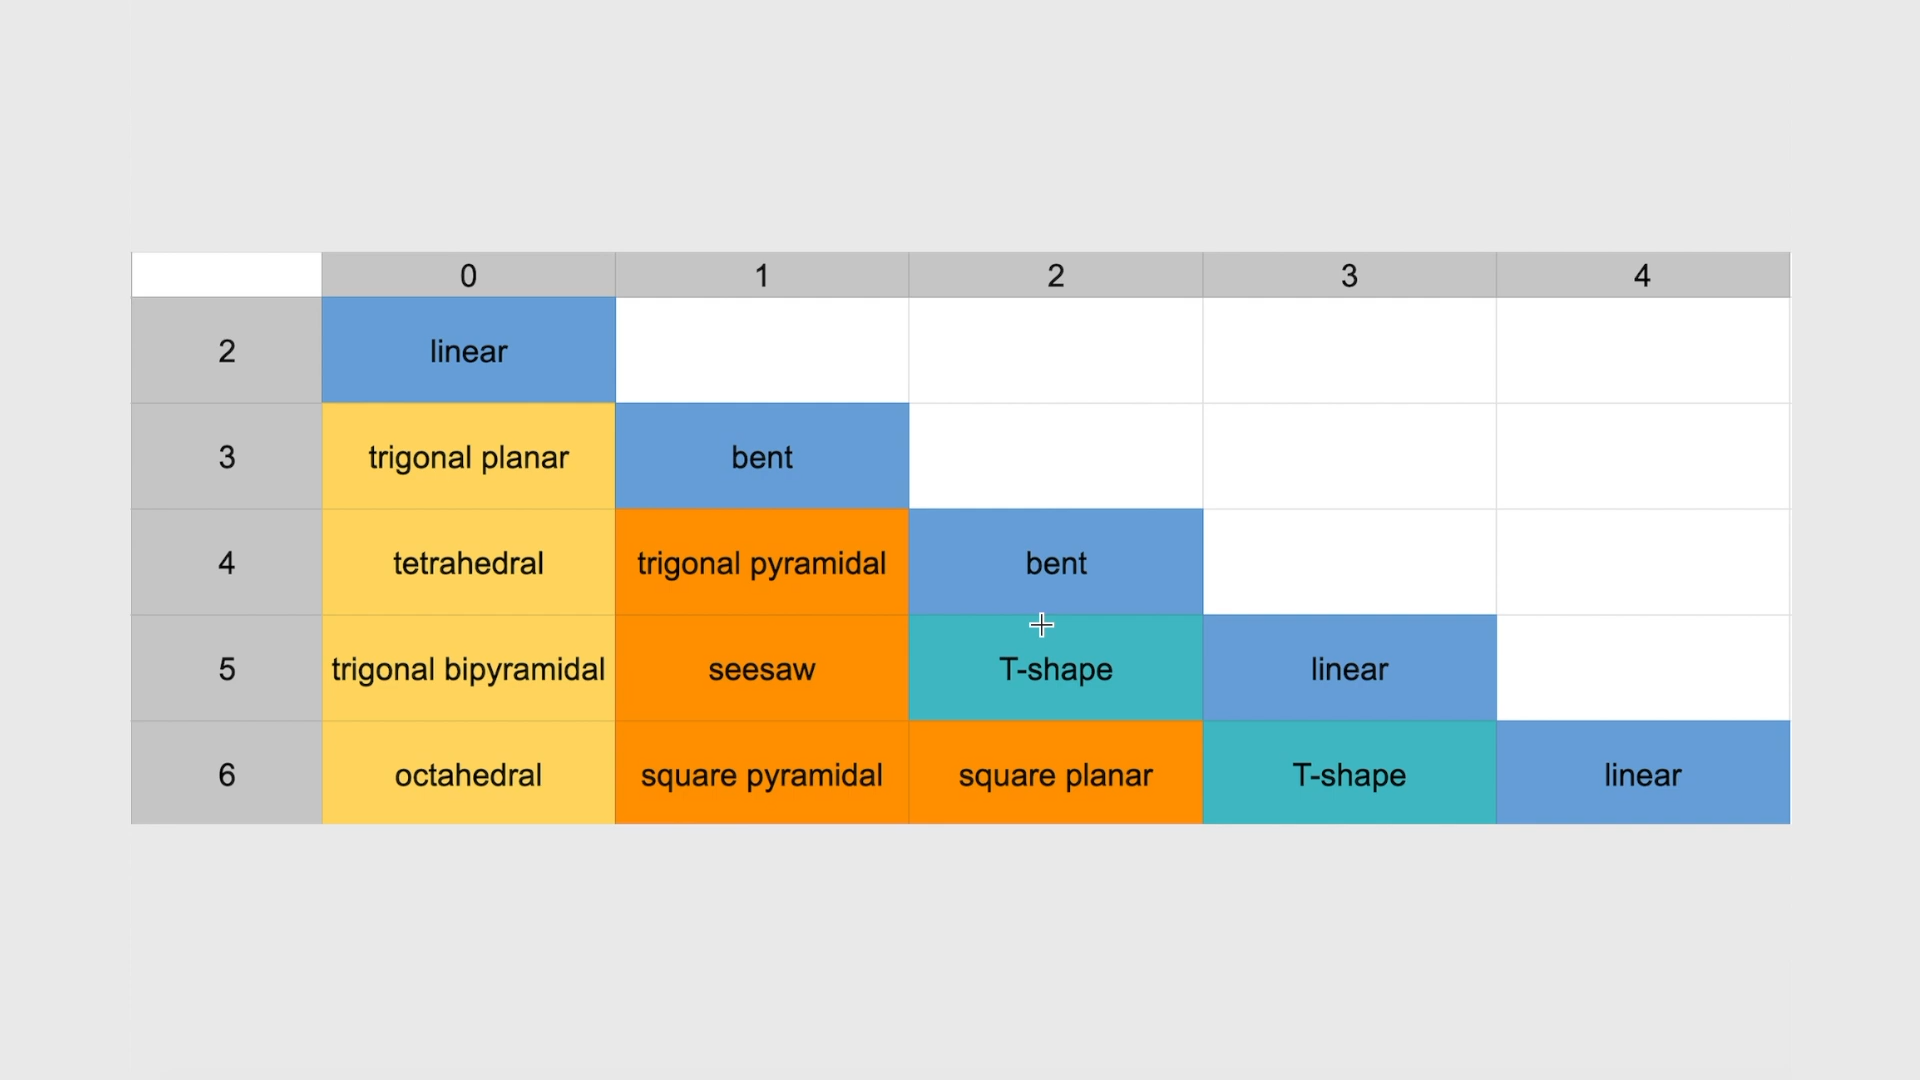 0 1 2 3 4
2 linear
3 trigonal planar bent
4 tetrahedral trigonal pyramidal bent
5 trigonal bipyramidal seesaw T-shape linear
6 octahedral square pyramidal square planar T-shape linear